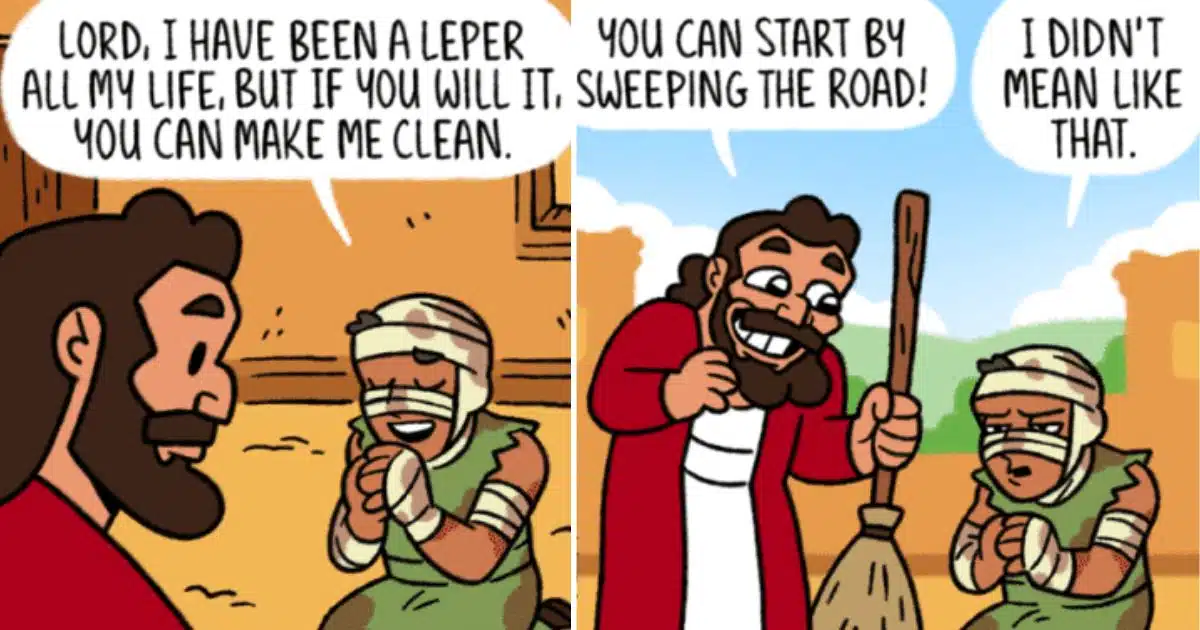 LORD, I HAVE BEEN A LEPER
ALL MY LIFE, BUT IF YOU WILL IT,
YOU CAN MAKE ME CLEAN.
YOU CAN START BY
SWEEPING THE ROAD!
I DIDN'T
MEAN LIKE
THAT.